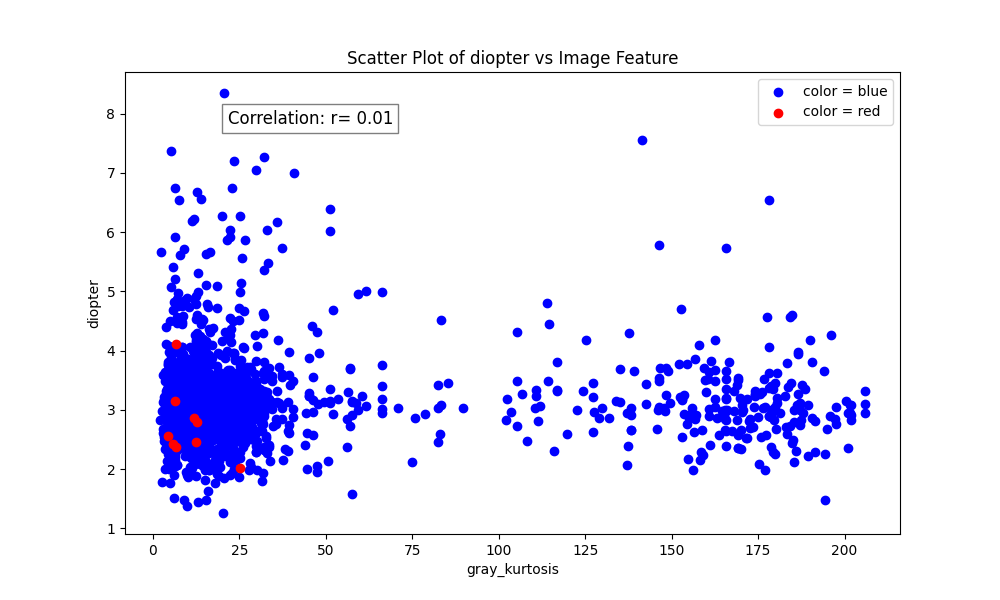 Scatter Plot of diopter vs Image Feature
color = blue
color = red
Correlation: r= 0.01
diopter
8
7
6
5
4
3
2
1
0
25
50
75
100
125
150
175
200
gray_kurtosis